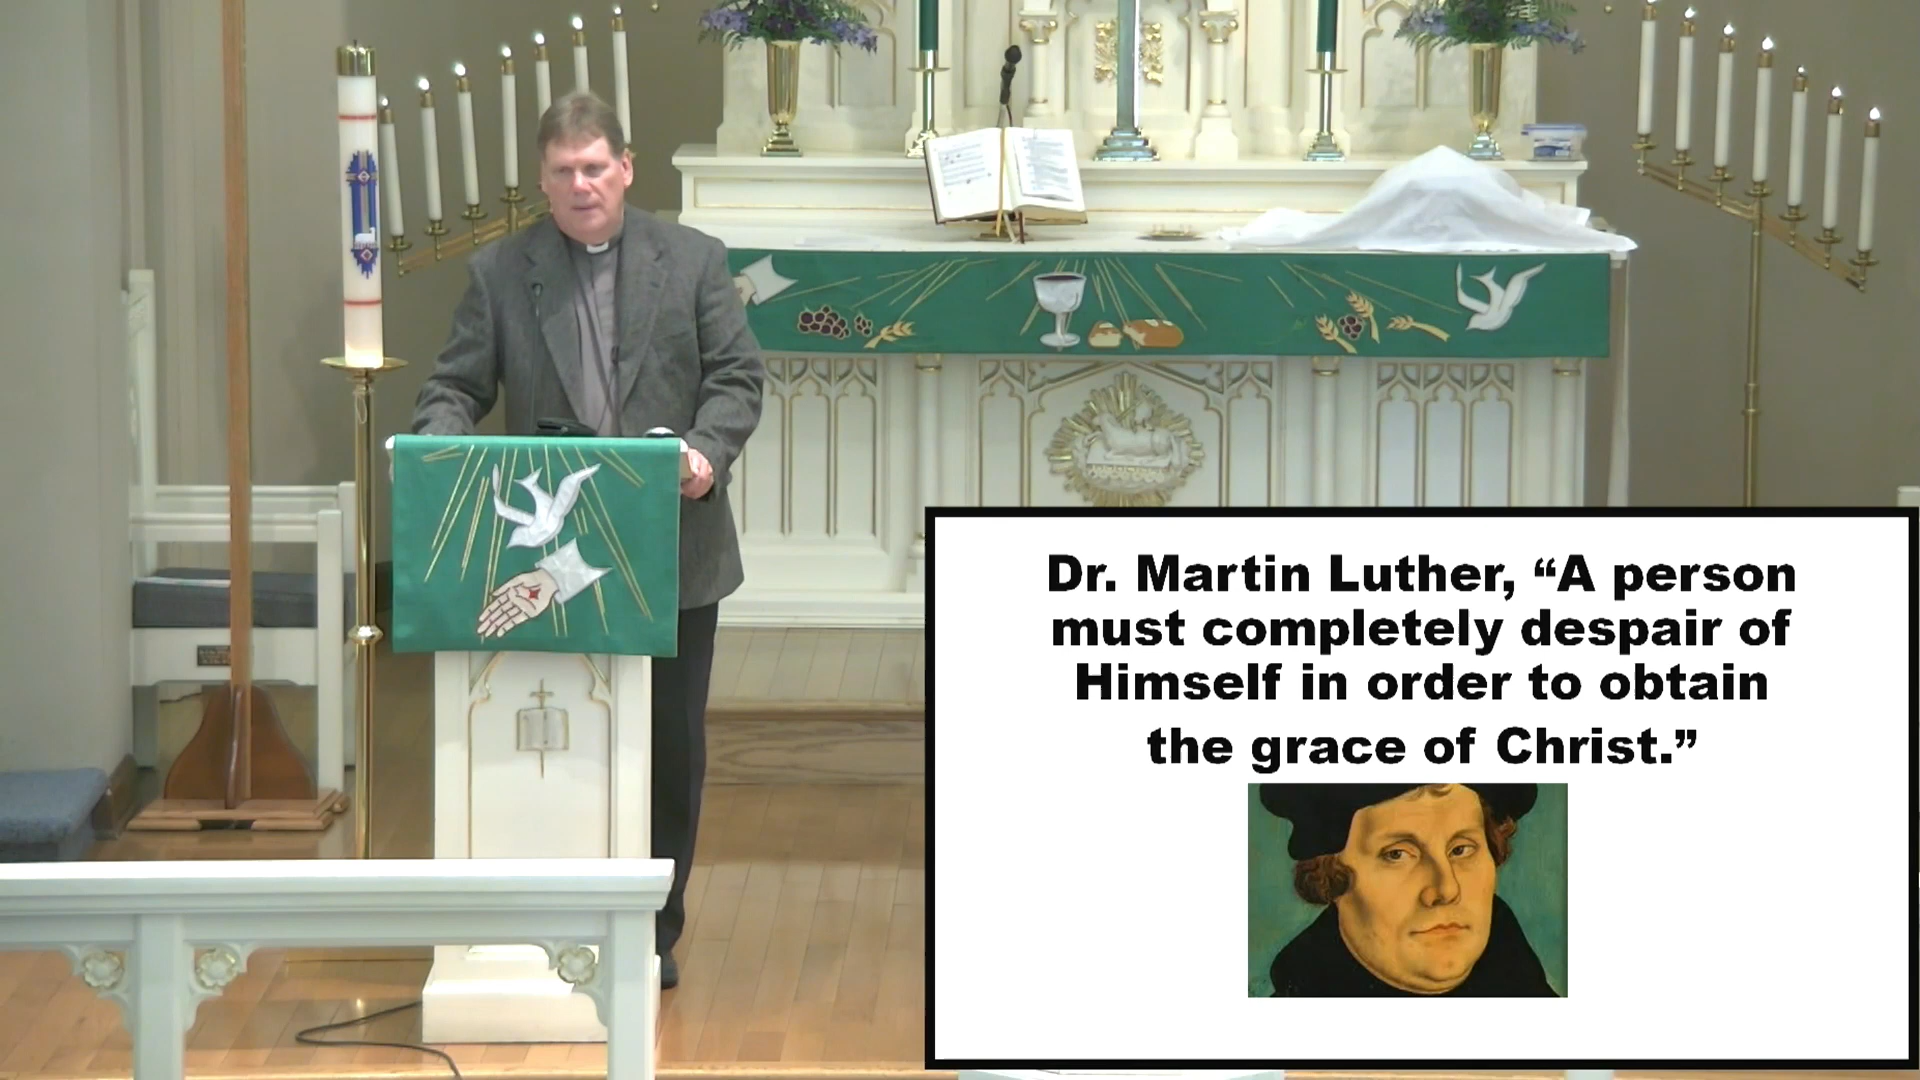 Dr. Martin Luther, “A person
must completely despair of
Himself in order to obtain
the grace of Christ.”